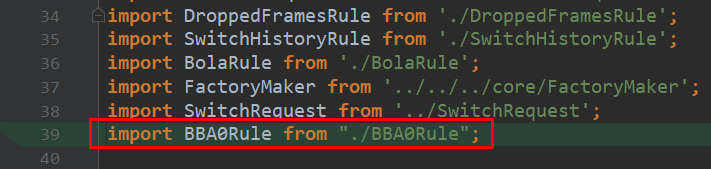 34 import DroppedFramesRule from './DroppedFramesRule';
35 import SwitchHistoryRule from './SwitchHistoryRule';
36 import BolaRule from './BolaRule';
37 import FactoryMaker from '../../../core/FactoryMaker';
38 import SwitchRequest from '../SwitchRequest';
39 import BBA0Rule from "./BBA0Rule";
40